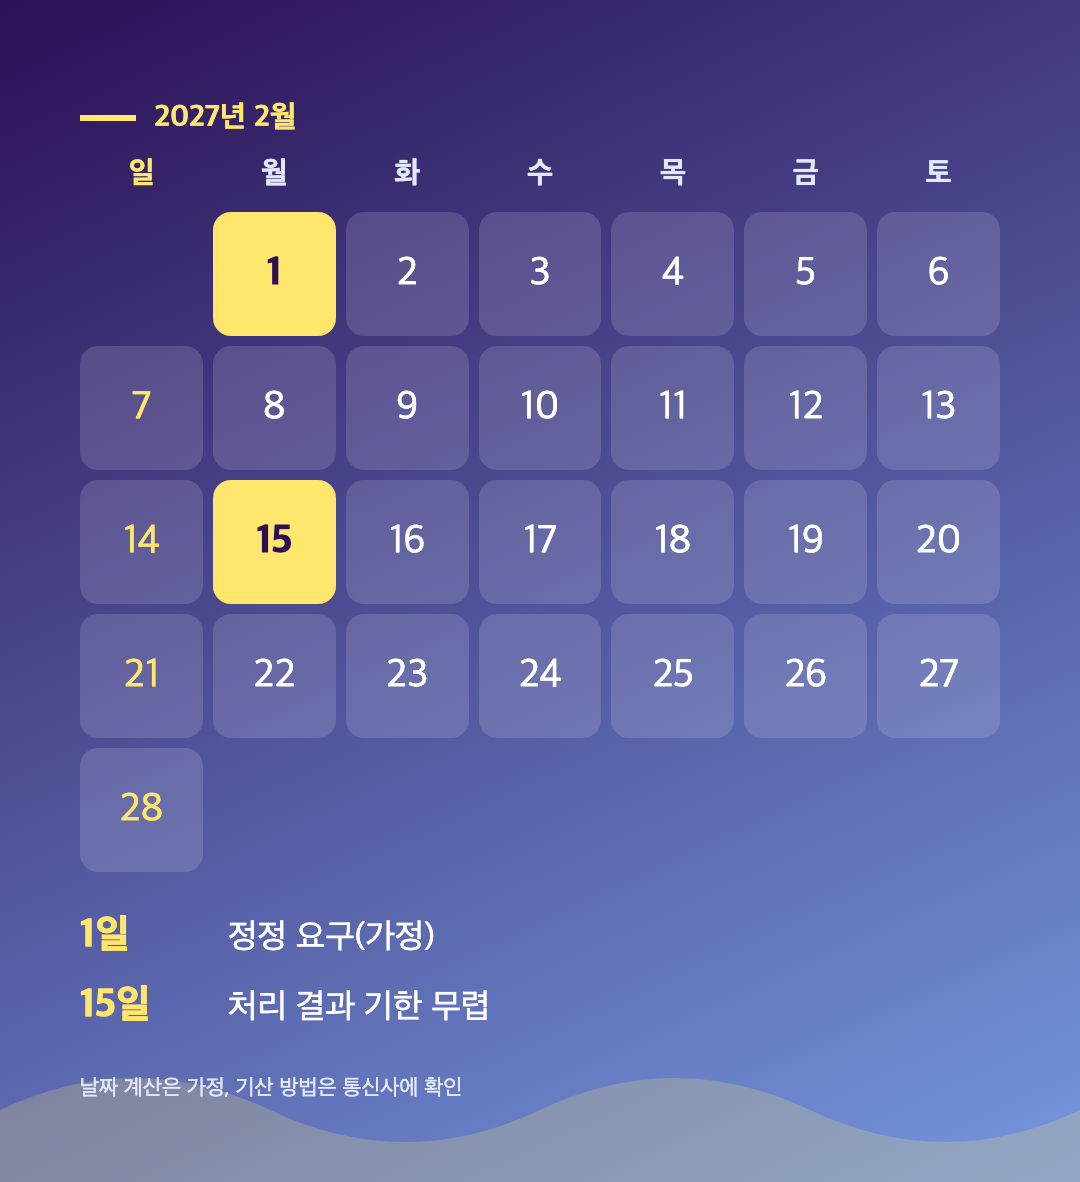 2027년 2월
일 월 화 수 목 금 토
1 2 3 4 5 6
7 8 9 10 11 12 13
14 15 16 17 18 19 20
21 22 23 24 25 26 27
28
1일 정정 요구(가정)
15일 처리 결과 기한 무렵
날짜 계산은 가정, 기산 방법은 통신사에 확인